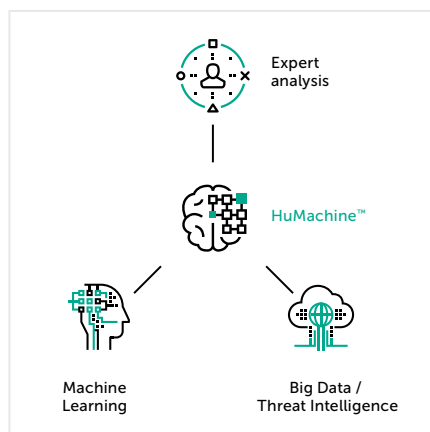 Expert
analysis
HuMachine™
Machine
Learning
Big Data /
Threat Intelligence